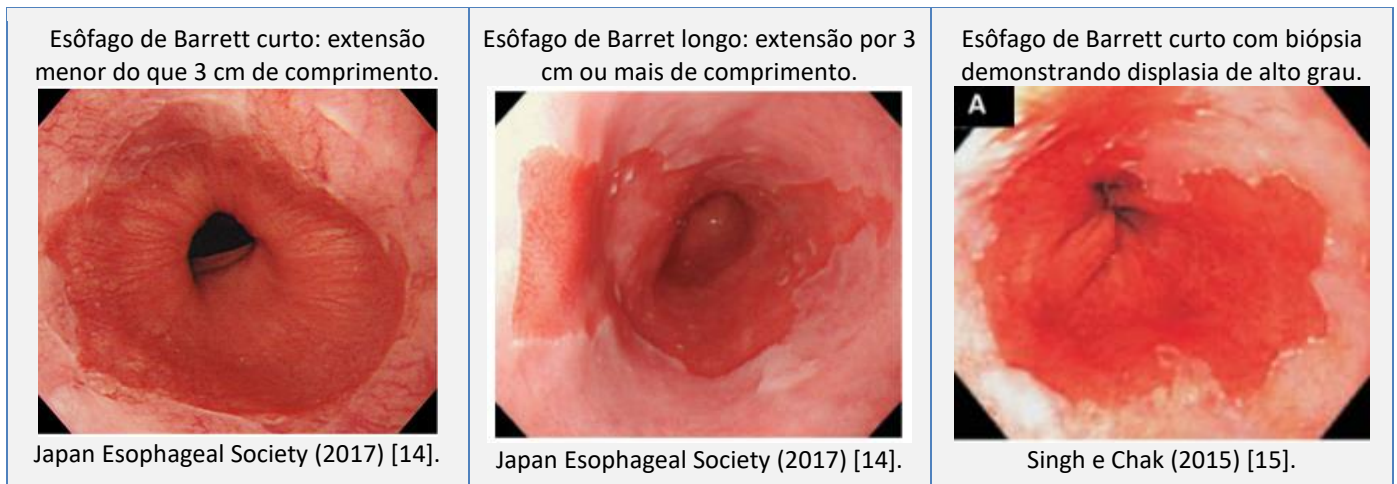 Esôfago de Barrett curto: extensão
menor do que 3 cm de comprimento.
Japan Esophageal Society (2017) [14].
Esôfago de Barret longo: extensão por 3
cm ou mais de comprimento.
Japan Esophageal Society (2017) [14].
Esôfago de Barrett curto com biópsia
demonstrando displasia de alto grau.
A
Singh e Chak (2015) [15].